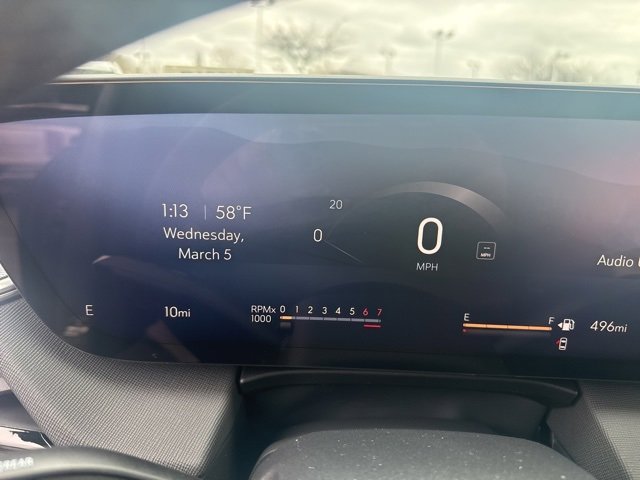 20
1:13 | 58°F
0
0
Wednesday,
March 5
MPH
-- MPH
Audio
E
10mi
RPMx 0 1 2 3 4 5 6 7
1000
E F
496mi